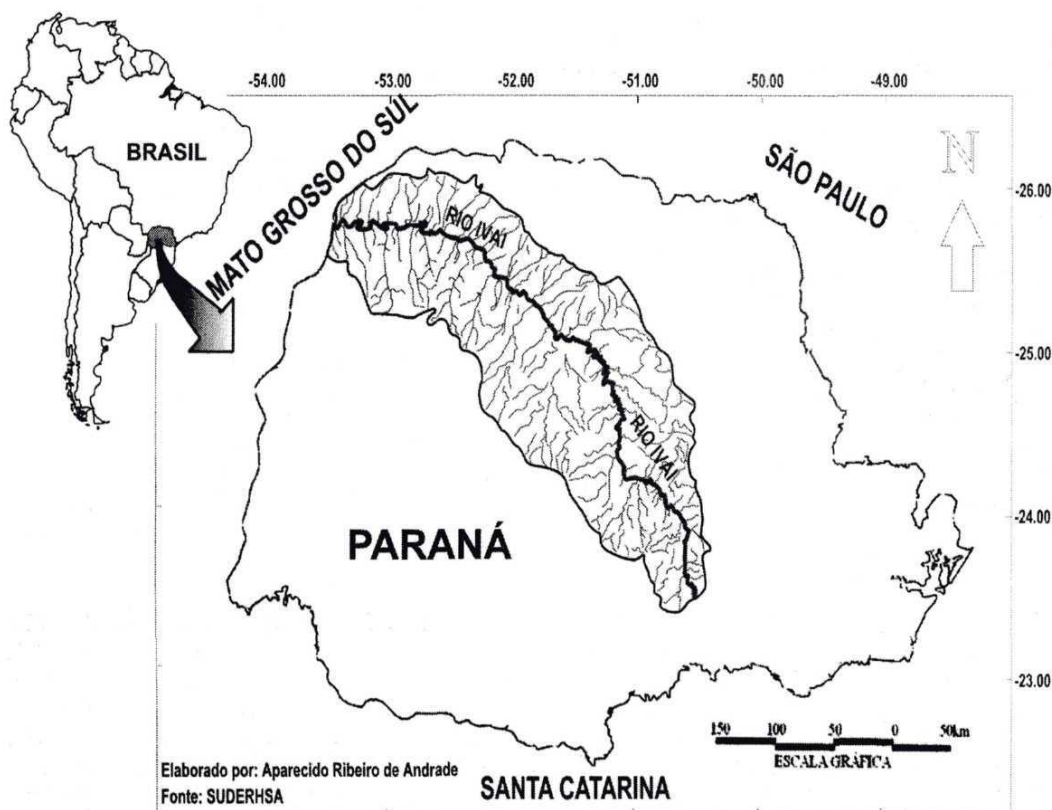 -54.00 -53.00 -52.00 -51.00 -50.00 -49.00
BRASIL
MATO GROSSO DO SUL
SÃO PAULO
N
-26.00
RIO IVAI
-25.00
RIO IVAI
-24.00
PARANÁ
-23.00
150 100 50 0 50km
ESCALA GRÁFICA
Elaborado por: Aparecido Ribeiro de Andrade
Fonte: SUDERHSA
SANTA CATARINA